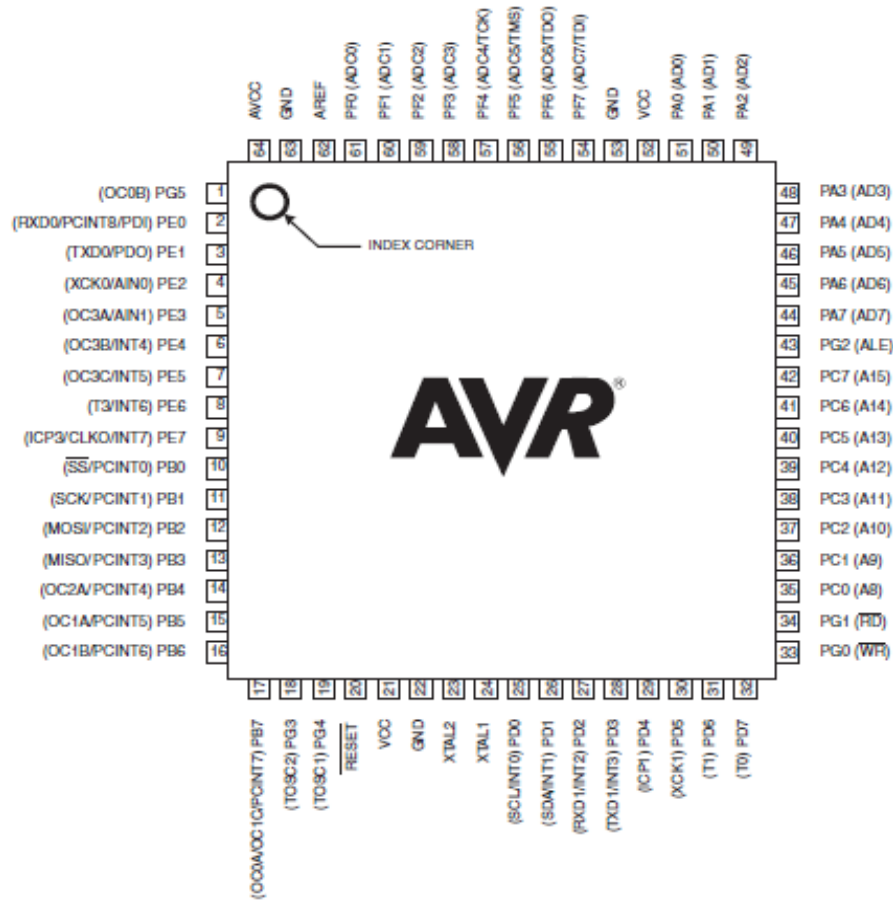 AVCC
GND
AREF
PF0 (ADC0)
PF1 (ADC1)
PF2 (ADC2)
PF3 (ADC3)
PF4 (ADC4/TCK)
PF5 (ADC5/TMS)
PF6 (ADC6/TDO)
PF7 (ADC7/TDI)
GND
VCC
PA0 (AD0)
PA1 (AD1)
PA2 (AD2)
64
63
62
61
60
59
58
57
56
55
54
53
52
51
50
49
(OC0B) PG5 1
(RXD0/PCINT8/PDI) PE0 2
(TXD0/PDO) PE1 3
(XCK0/AIN0) PE2 4
(OC3A/AIN1) PE3 5
(OC3B/INT4) PE4 6
(OC3C/INT5) PE5 7
(T3/INT6) PE6 8
(ICP3/CLKO/INT7) PE7 9
(SS/PCINT0) PB0 10
(SCK/PCINT1) PB1 11
(MOSI/PCINT2) PB2 12
(MISO/PCINT3) PB3 13
(OC2A/PCINT4) PB4 14
(OC1A/PCINT5) PB5 15
(OC1B/PCINT6) PB6 16
INDEX CORNER
AVR®
48 PA3 (AD3)
47 PA4 (AD4)
46 PA5 (AD5)
45 PA6 (AD6)
44 PA7 (AD7)
43 PG2 (ALE)
42 PC7 (A15)
41 PC6 (A14)
40 PC5 (A13)
39 PC4 (A12)
38 PC3 (A11)
37 PC2 (A10)
36 PC1 (A9)
35 PC0 (A8)
34 PG1 (RD)
33 PG0 (WR)
17
18
19
20
21
22
23
24
25
26
27
28
29
30
31
32
(OC0A/OC1C/PCINT7) PB7
(TOSC2) PG3
(TOSC1) PG4
RESET
VCC
GND
XTAL2
XTAL1
(SCL/INT0) PD0
(SDA/INT1) PD1
(RXD1/INT2) PD2
(TXD1/INT3) PD3
(ICP1) PD4
(XCK1) PD5
(T1) PD6
(T0) PD7